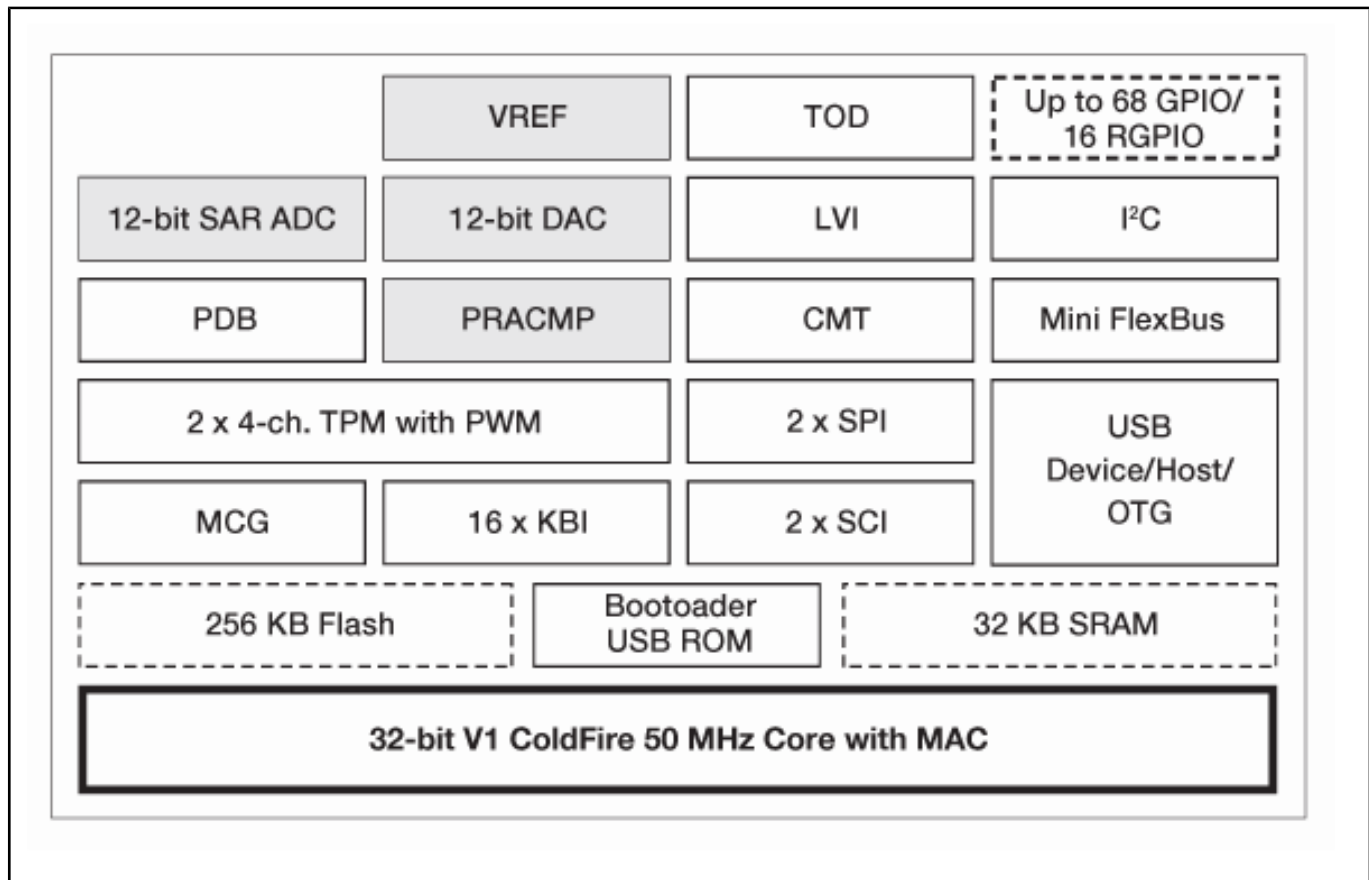 VREF
TOD
Up to 68 GPIO/
16 RGPIO
12-bit SAR ADC
12-bit DAC
LVI
I²C
PDB
PRACMP
CMT
Mini FlexBus
2 x 4-ch. TPM with PWM
2 x SPI
USB
Device/Host/
OTG
MCG
16 x KBI
2 x SCI
256 KB Flash
Bootoader
USB ROM
32 KB SRAM
32-bit V1 ColdFire 50 MHz Core with MAC